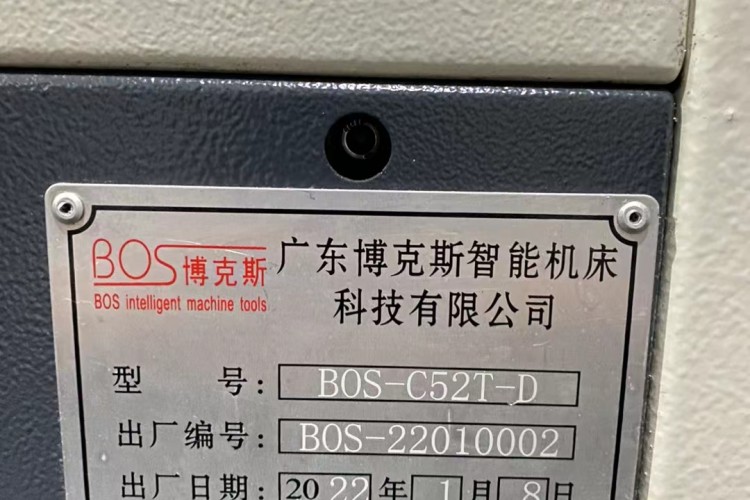 BOS博克斯
BOS intelligent machine tools
广东博克斯智能机床
科技有限公司
型 号: BOS-C52T-D
出厂编号: BOS-22010002
出厂日期: 2022年1月8日